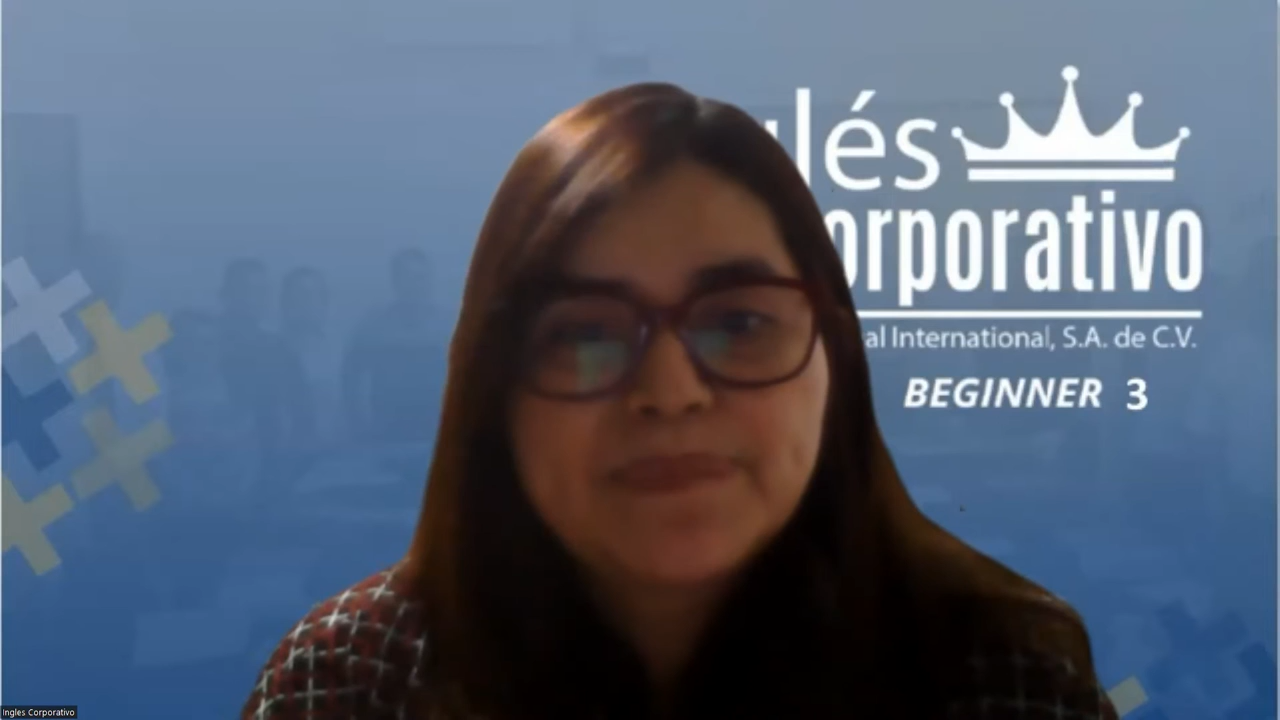 lés
orporativo
al International, S.A. de C.V.
BEGINNER 3
Ingles Corporativo